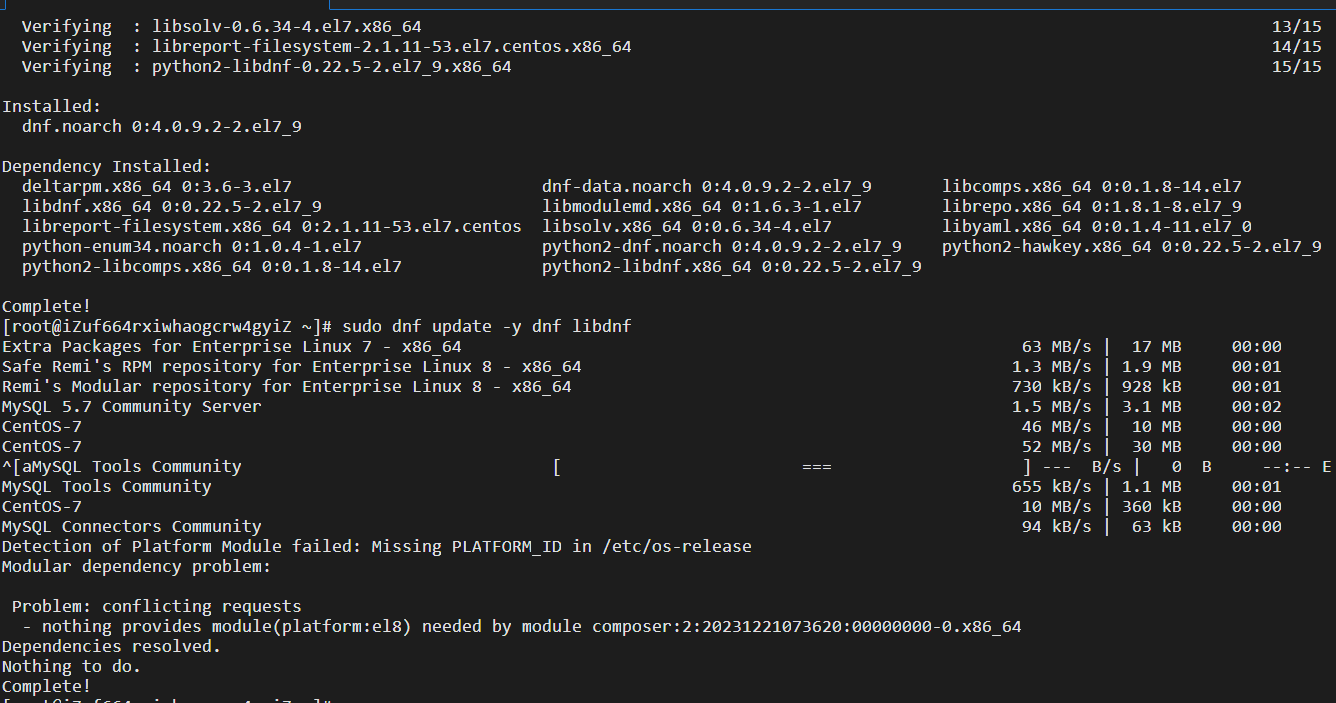 Verifying  : libsolv-0.6.34-4.el7.x86_64 13/15
Verifying  : libreport-filesystem-2.1.11-53.el7.centos.x86_64 14/15
Verifying  : python2-libdnf-0.22.5-2.el7_9.x86_64 15/15
Installed:
dnf.noarch 0:4.0.9.2-2.el7_9
Dependency Installed:
deltarpm.x86_64 0:3.6-3.el7 dnf-data.noarch 0:4.0.9.2-2.el7_9 libcomps.x86_64 0:0.1.8-14.el7
libdnf.x86_64 0:0.22.5-2.el7_9 libmodulemd.x86_64 0:1.6.3-1.el7 librepo.x86_64 0:1.8.1-8.el7_9
libreport-filesystem.x86_64 0:2.1.11-53.el7.centos libsolv.x86_64 0:0.6.34-4.el7 libyaml.x86_64 0:0.1.4-11.el7_0
python-enum34.noarch 0:1.0.4-1.el7 python2-dnf.noarch 0:4.0.9.2-2.el7_9 python2-hawkey.x86_64 0:0.22.5-2.el7_9
python2-libcomps.x86_64 0:0.1.8-14.el7 python2-libdnf.x86_64 0:0.22.5-2.el7_9
Complete!
[root@iZuf664rxiwhaogcrw4gyiZ ~]# sudo dnf update -y dnf libdnf
Extra Packages for Enterprise Linux 7 - x86_64 63 MB/s | 17 MB 00:00
Safe Remi's RPM repository for Enterprise Linux 8 - x86_64 1.3 MB/s | 1.9 MB 00:01
Remi's Modular repository for Enterprise Linux 8 - x86_64 730 kB/s | 928 kB 00:01
MySQL 5.7 Community Server 1.5 MB/s | 3.1 MB 00:02
CentOS-7 46 MB/s | 10 MB 00:00
CentOS-7 52 MB/s | 30 MB 00:00
^[aMySQL Tools Community [ === ] --- B/s | 0 B --:-- E
MySQL Tools Community 655 kB/s | 1.1 MB 00:01
CentOS-7 10 MB/s | 360 kB 00:00
MySQL Connectors Community 94 kB/s | 63 kB 00:00
Detection of Platform Module failed: Missing PLATFORM_ID in /etc/os-release
Modular dependency problem:
Problem: conflicting requests
- nothing provides module(platform:el8) needed by module composer:2:20231221073620:00000000-0.x86_64
Dependencies resolved.
Nothing to do.
Complete!